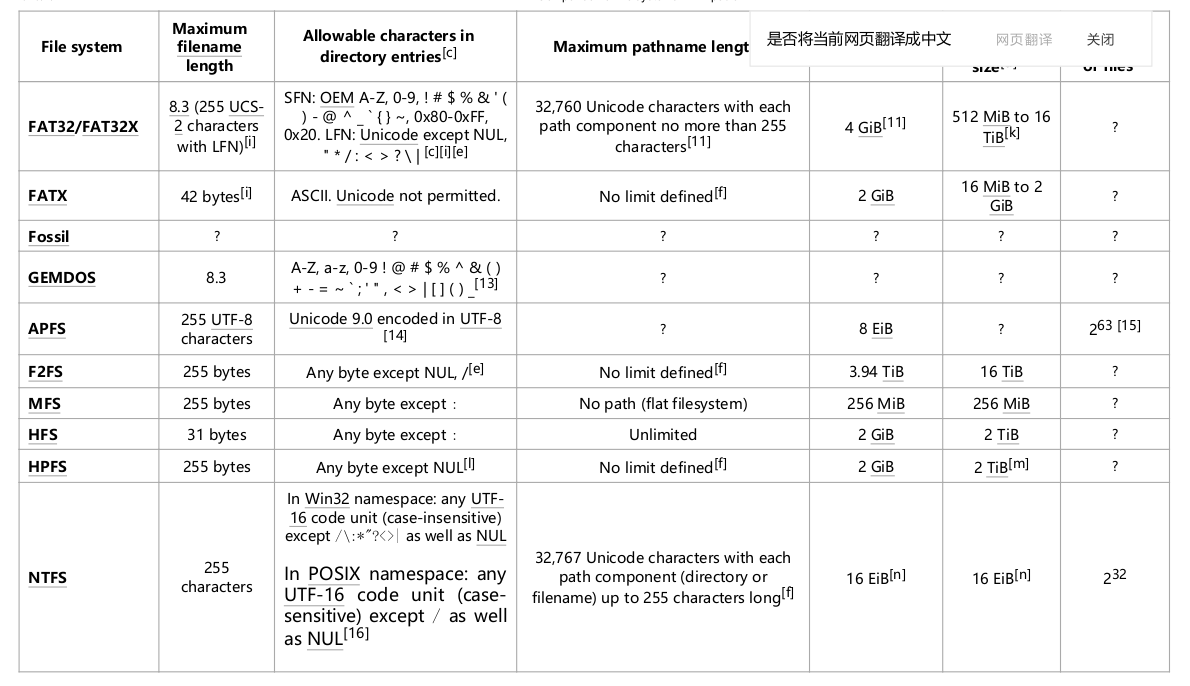 File system
Maximum
filename
length
Allowable characters in
directory entries[c]
Maximum pathname lengt
是否将当前网页翻译成中文
网页翻译
关闭
FAT32/FAT32X
8.3 (255 UCS-
2 characters
with LFN)[i]
SFN: OEM A-Z, 0-9, ! # $ % & ' (
) - @ ^ _ ` { } ~, 0x80-0xFF,
0x20. LFN: Unicode except NUL,
" * / : < > ? \ | [c][i][e]
32,760 Unicode characters with each
path component no more than 255
characters[11]
4 GiB[11]
512 MiB to 16
TiB[k]
?
FATX
42 bytes[i]
ASCII. Unicode not permitted.
No limit defined[f]
2 GiB
16 MiB to 2
GiB
?
Fossil
?
?
?
?
?
?
GEMDOS
8.3
A-Z, a-z, 0-9 ! @ # $ % ^ & ( )
+ - = ~ ` ; ' " , < > | [ ] ( ) _[13]
?
?
?
?
APFS
255 UTF-8
characters
Unicode 9.0 encoded in UTF-8
[14]
?
8 EiB
?
2^63 [15]
F2FS
255 bytes
Any byte except NUL, /[e]
No limit defined[f]
3.94 TiB
16 TiB
?
MFS
255 bytes
Any byte except :
No path (flat filesystem)
256 MiB
256 MiB
?
HFS
31 bytes
Any byte except :
Unlimited
2 GiB
2 TiB
?
HPFS
255 bytes
Any byte except NUL[l]
No limit defined[f]
2 GiB
2 TiB[m]
?
NTFS
255
characters
In Win32 namespace: any UTF-
16 code unit (case-insensitive)
except /\:*"?<>| as well as NUL
In POSIX namespace: any
UTF-16 code unit (case-
sensitive) except / as well
as NUL[16]
32,767 Unicode characters with each
path component (directory or
filename) up to 255 characters long[f]
16 EiB[n]
16 EiB[n]
2^32